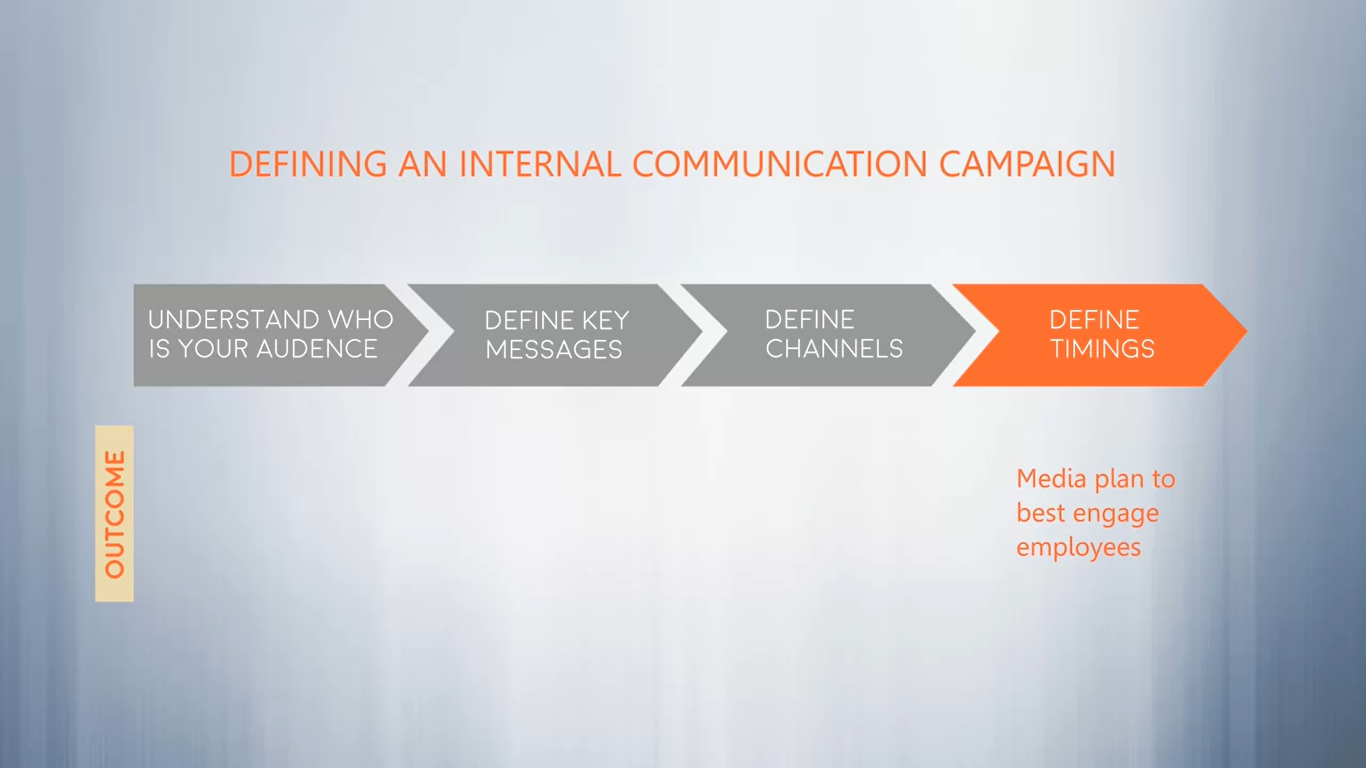 DEFINING AN INTERNAL COMMUNICATION CAMPAIGN
UNDERSTAND WHO
IS YOUR AUDENCE
DEFINE KEY
MESSAGES
DEFINE
CHANNELS
DEFINE
TIMINGS
OUTCOME
Media plan to
best engage
employees